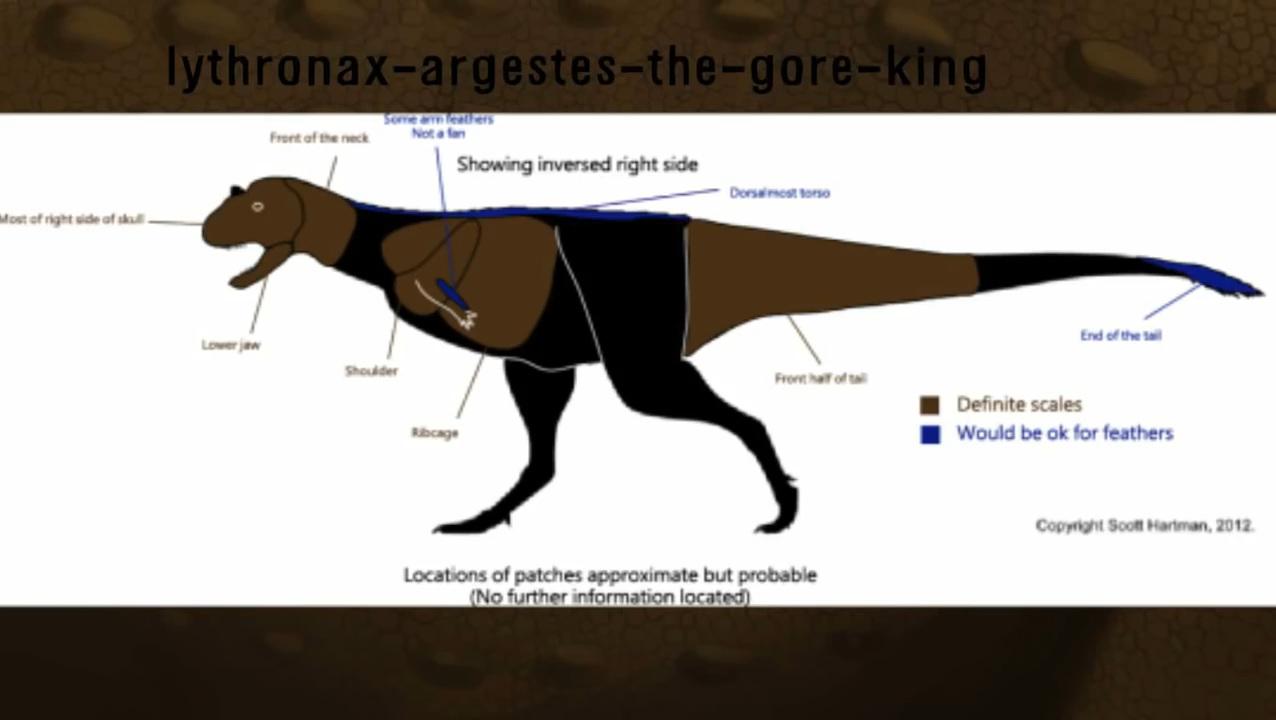 lythronax-argestes-the-gore-king
Some arm feathers
Not a fan
Front of the neck
Showing inversed right side
Dorsalmost torso
Most of right side of skull
End of the tail
Lower jaw
Shoulder
Front half of tail
Ribcage
Definite scales
Would be ok for feathers
Copyright Scott Hartman, 2012.
Locations of patches approximate but probable
(No further information located)